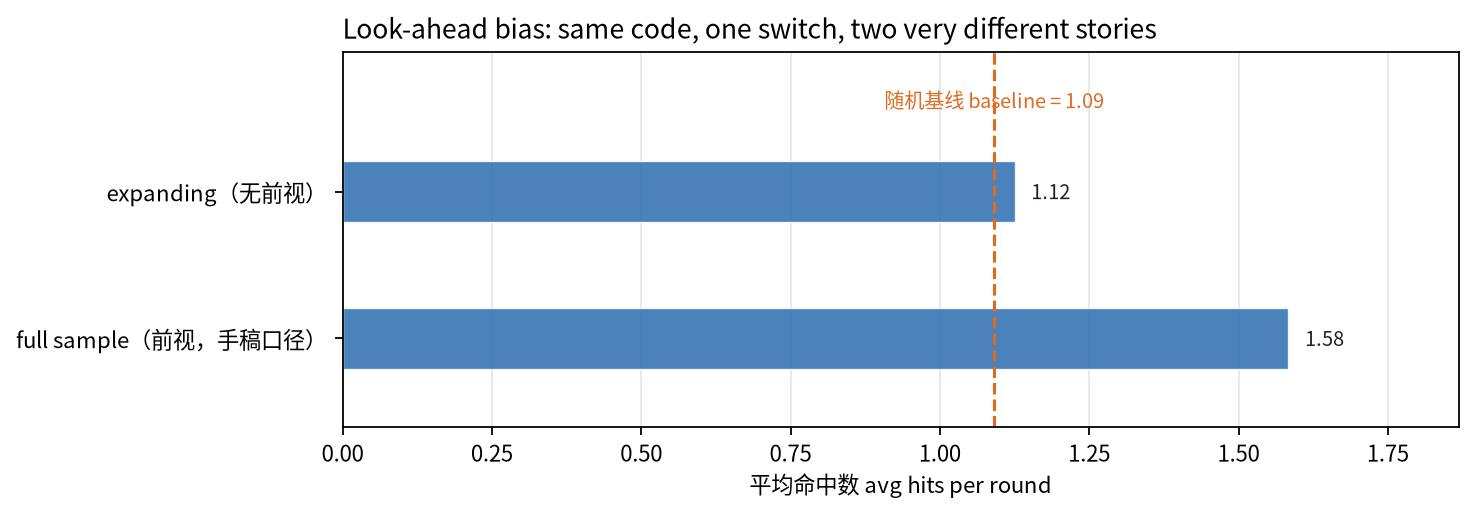 Look-ahead bias: same code, one switch, two very different stories
随机基线 baseline = 1.09
expanding（无前视）
1.12
full sample（前视，手稿口径）
1.58
0.00 0.25 0.50 0.75 1.00 1.25 1.50 1.75
平均命中数 avg hits per round